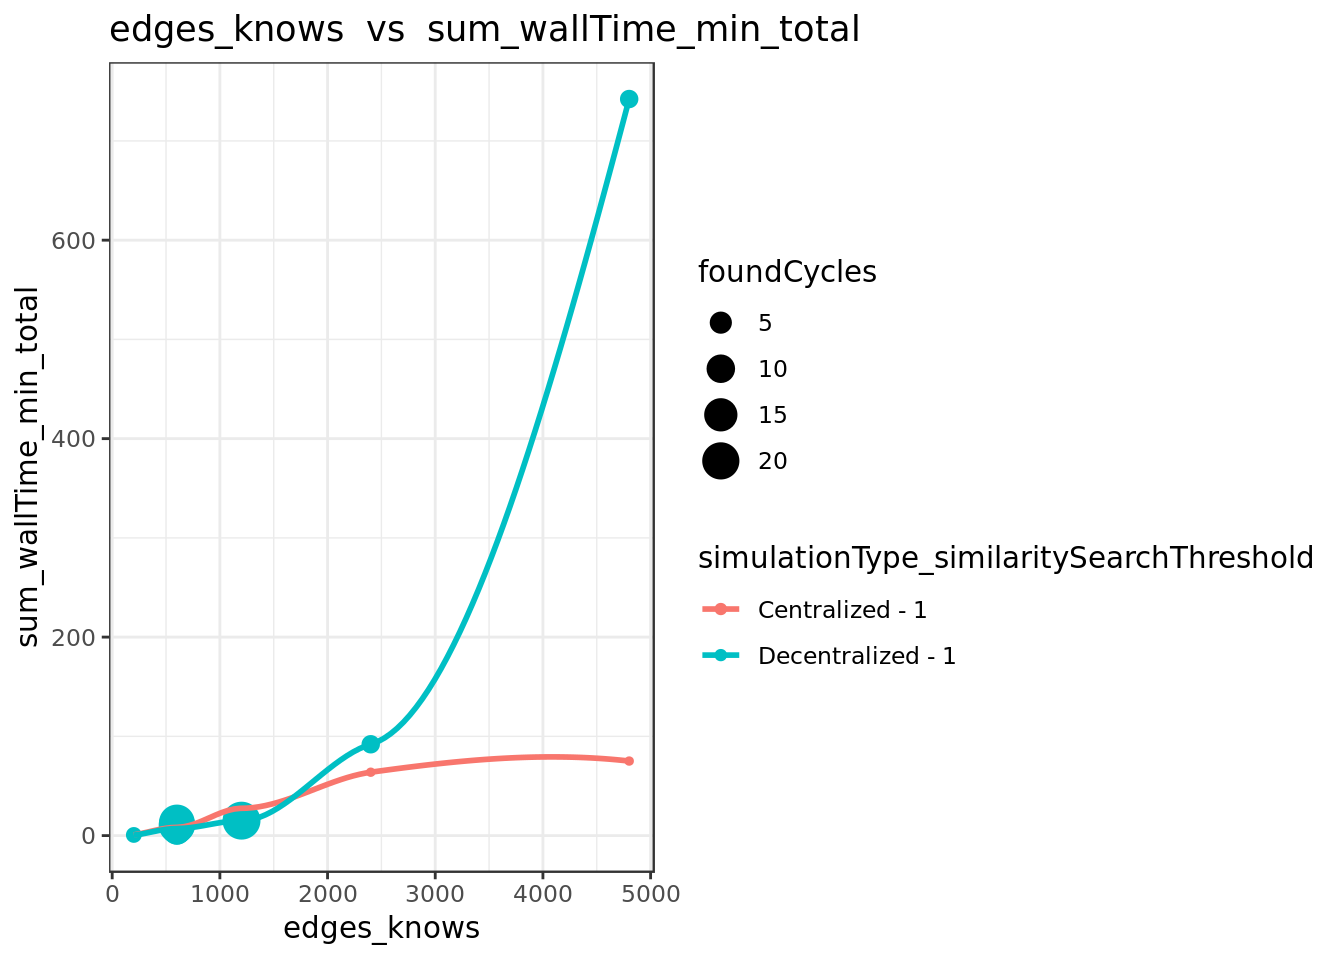 edges_knows  vs  sum_wallTime_min_total
sum_wallTime_min_total
600
400
200
0
0 1000 2000 3000 4000 5000
edges_knows
foundCycles
5
10
15
20
simulationType_similaritySearchThreshold
Centralized - 1
Decentralized - 1